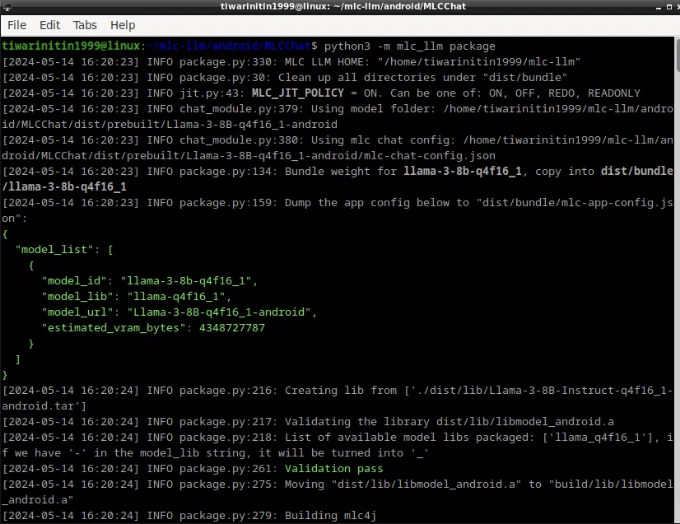 tiwarinitin1999@linux: ~/mlc-llm/android/MLCChat
File Edit Tabs Help
tiwarinitin1999@linux:~/mlc-llm/android/MLCChat$ python3 -m mlc_llm package
[2024-05-14 16:20:23] INFO package.py:330: MLC LLM HOME: "/home/tiwarinitin1999/mlc-llm"
[2024-05-14 16:20:23] INFO package.py:30: Clean up all directories under "dist/bundle"
[2024-05-14 16:20:23] INFO jit.py:43: MLC_JIT_POLICY = ON. Can be one of: ON, OFF, REDO, READONLY
[2024-05-14 16:20:23] INFO chat_module.py:379: Using model folder: /home/tiwarinitin1999/mlc-llm/andro
id/MLCChat/dist/prebuilt/Llama-3-8B-q4f16_1-android
[2024-05-14 16:20:23] INFO chat_module.py:380: Using mlc chat config: /home/tiwarinitin1999/mlc-llm/an
droid/MLCChat/dist/prebuilt/Llama-3-8B-q4f16_1-android/mlc-chat-config.json
[2024-05-14 16:20:23] INFO package.py:134: Bundle weight for llama-3-8b-q4f16_1, copy into dist/bundle
/llama-3-8b-q4f16_1
[2024-05-14 16:20:23] INFO package.py:159: Dump the app config below to "dist/bundle/mlc-app-config.js
on":
{
  "model_list": [
    {
      "model_id": "llama-3-8b-q4f16_1",
      "model_lib": "llama-q4f16_1",
      "model_url": "Llama-3-8B-q4f16_1-android",
      "estimated_vram_bytes": 4348727787
    }
  ]
}
[2024-05-14 16:20:24] INFO package.py:216: Creating lib from ['./dist/lib/Llama-3-8B-Instruct-q4f16_1-
android.tar']
[2024-05-14 16:20:24] INFO package.py:217: Validating the library dist/lib/libmodel_android.a
[2024-05-14 16:20:24] INFO package.py:218: List of available model libs packaged: ['llama_q4f16_1'], i
f we have '-' in the model_lib string, it will be turned into '_'
[2024-05-14 16:20:24] INFO package.py:261: Validation pass
[2024-05-14 16:20:24] INFO package.py:275: Moving "dist/lib/libmodel_android.a" to "build/lib/libmodel
_android.a"
[2024-05-14 16:20:24] INFO package.py:279: Building mlc4j